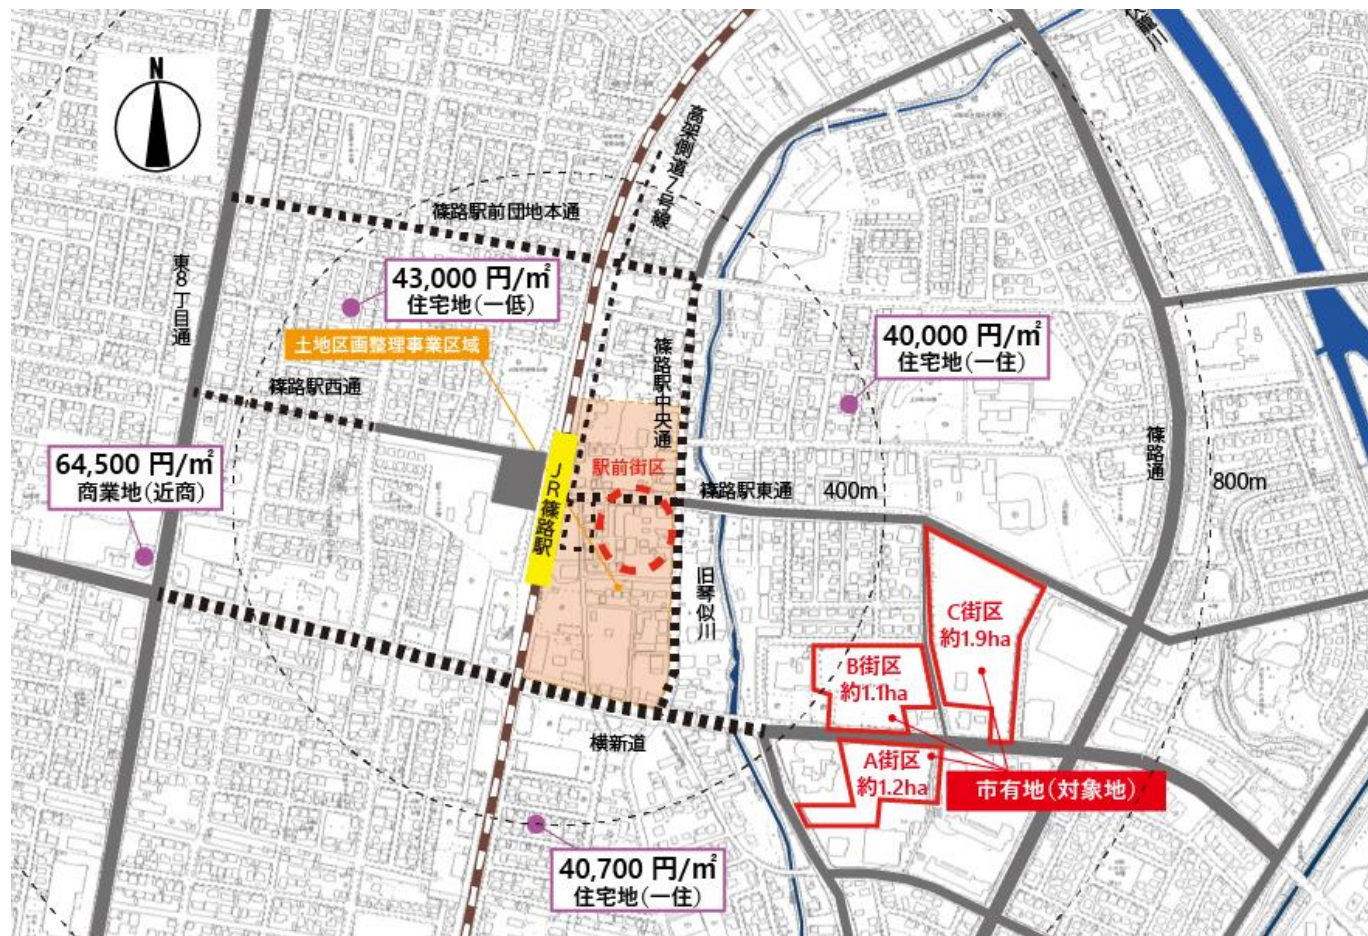 N
高架側道7号線
篠路駅前団地本通
東8丁目通
43,000 円/㎡
住宅地(一低)
土地区画整理事業区域
篠路駅中央通
40,000 円/㎡
住宅地(一住)
篠路駅西通
篠路通
64,500 円/㎡
商業地(近商)
JR篠路駅
駅前街区
篠路駅東通
400m
800m
旧琴似川
C街区
約1.9ha
B街区
約1.1ha
横新道
A街区
約1.2ha
市有地(対象地)
40,700 円/㎡
住宅地(一住)